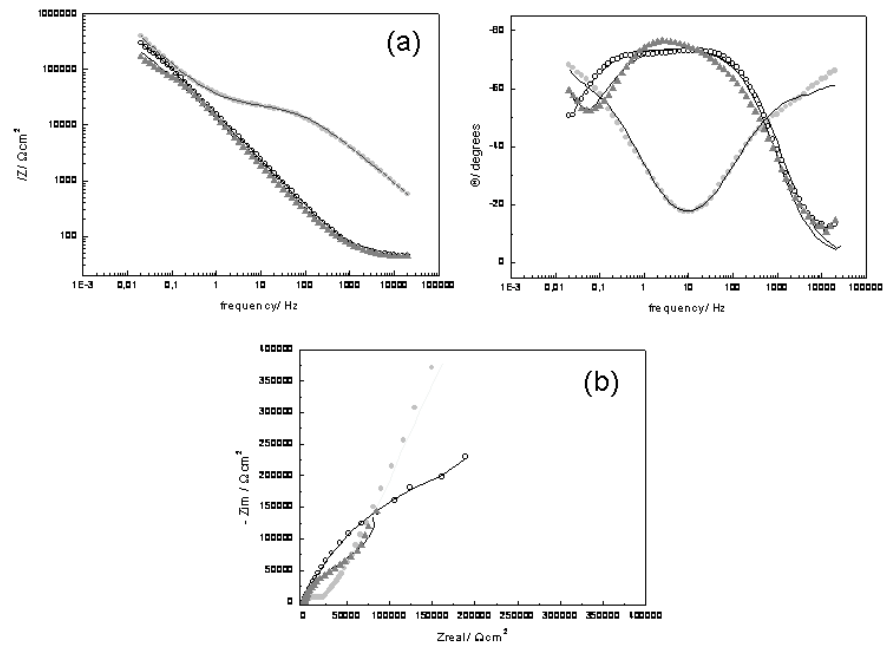 (a)
1000000
100000
10000
1000
100
/Z/ Ωcm²
1E-3 0,01 0,1 1 10 100 1000 10000 100000
frequency/ Hz
-80
-60
-40
-20
0
Θ/ degrees
1E-3 0,01 0,1 1 10 100 1000 10000 100000
frequency/ Hz
(b)
400000
350000
300000
250000
200000
150000
100000
50000
0
- Zim / Ωcm²
0 50000 100000 150000 200000 250000 300000 350000 400000
Zreal / Ωcm²